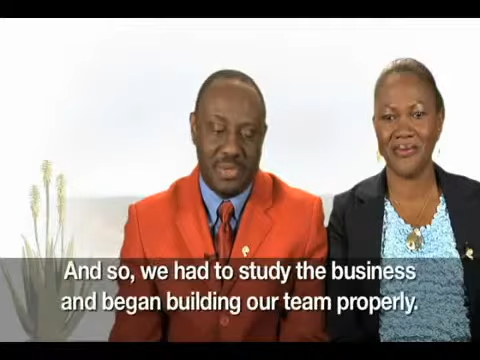 And so, we had to study the business
and began building our team properly.